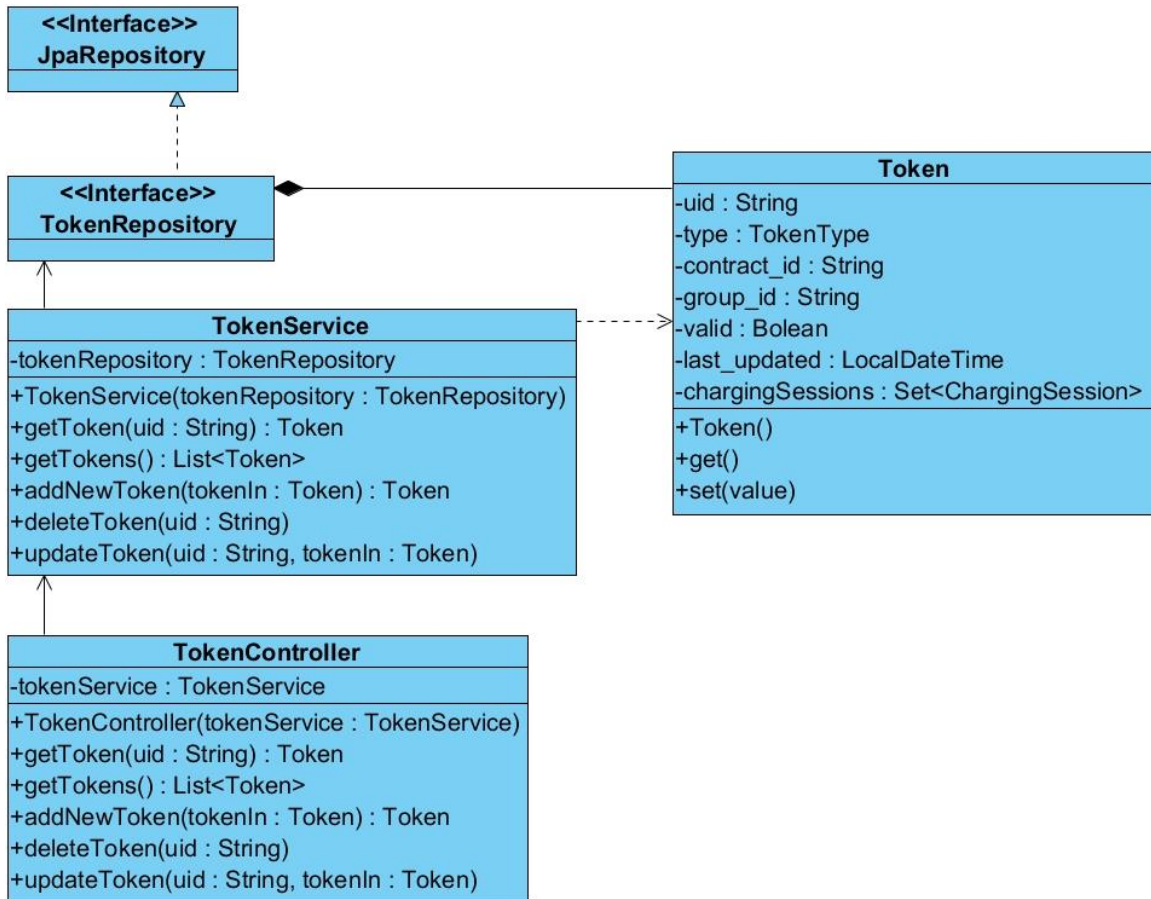 <<Interface>>
JpaRepository
<<Interface>>
TokenRepository
Token
-uid : String
-type : TokenType
-contract_id : String
-group_id : String
-valid : Bolean
-last_updated : LocalDateTime
-chargingSessions : Set<ChargingSession>
+Token()
+get()
+set(value)
TokenService
-tokenRepository : TokenRepository
+TokenService(tokenRepository : TokenRepository)
+getToken(uid : String) : Token
+getTokens() : List<Token>
+addNewToken(tokenIn : Token) : Token
+deleteToken(uid : String)
+updateToken(uid : String, tokenIn : Token)
TokenController
-tokenService : TokenService
+TokenController(tokenService : TokenService)
+getToken(uid : String) : Token
+getTokens() : List<Token>
+addNewToken(tokenIn : Token) : Token
+deleteToken(uid : String)
+updateToken(uid : String, tokenIn : Token)